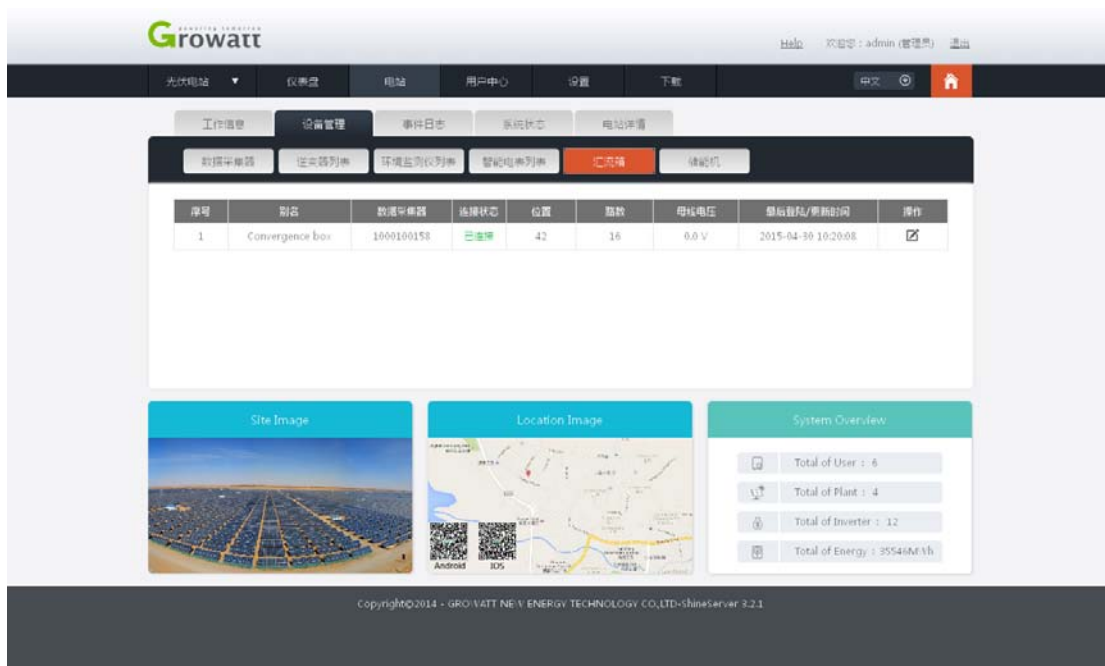 powering tomorrow
Growatt
Help 欢迎您：admin (管理员) 退出
光伏电站 ▼ 仪表盘 电站 用户中心 设置 下载 中文
工作信息 设备管理 事件日志 系统状态 电站详情
数据采集器 逆变器列表 环境监测仪列表 智能电表列表 汇流箱 储能机
序号 别名 数据采集器 连接状态 位置 路数 母线电压 最后登陆/更新时间 操作
1 Convergence box 1000100158 已连接 42 16 0.0 V 2015-04-30 10:20:08
Site Image
Location Image
System Overview
Total of User： 6
Total of Plant： 4
Total of Inverter： 12
Total of Energy：35546MWh
Android IOS
Copyright©2014 - GROWATT NEW ENERGY TECHNOLOGY CO,LTD-ShineServer 3.2.1